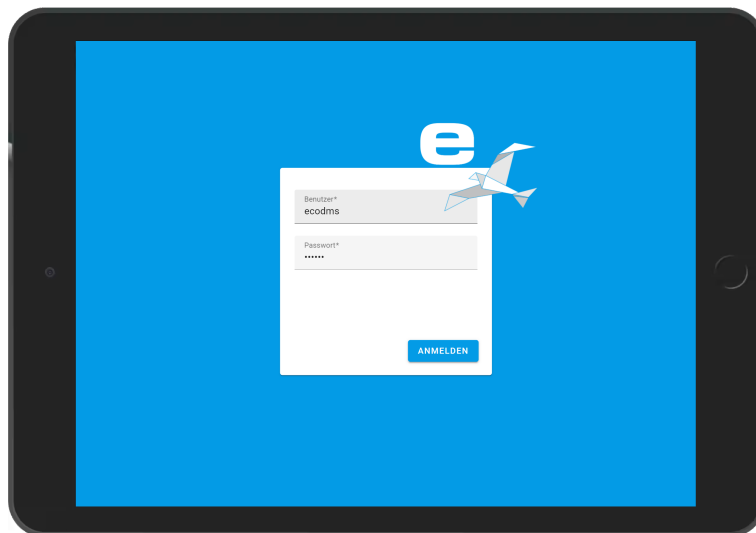 e
Benutzer*
ecodms
Passwort*
••••••
ANMELDEN